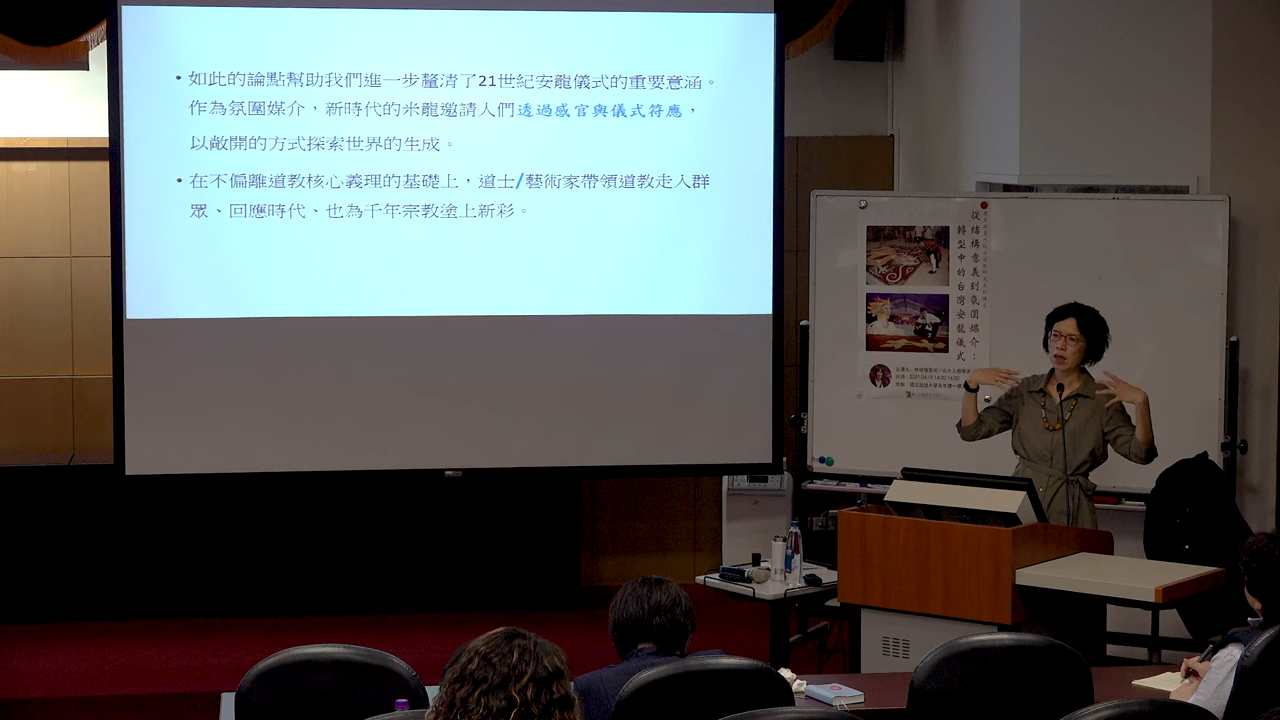 • 如此的論點幫助我們進一步釐清了21世紀安龍儀式的重要意涵。
作為氛圍媒介，新時代的米龍邀請人們透過感官與儀式符應，
以敞開的方式探索世界的生成。
• 在不偏離道教核心義理的基礎上，道士/藝術家帶領道教走入群
眾、回應時代、也為千年宗教塗上新彩。
從結構意義到氛圍媒介：
轉型中的台灣安龍儀式